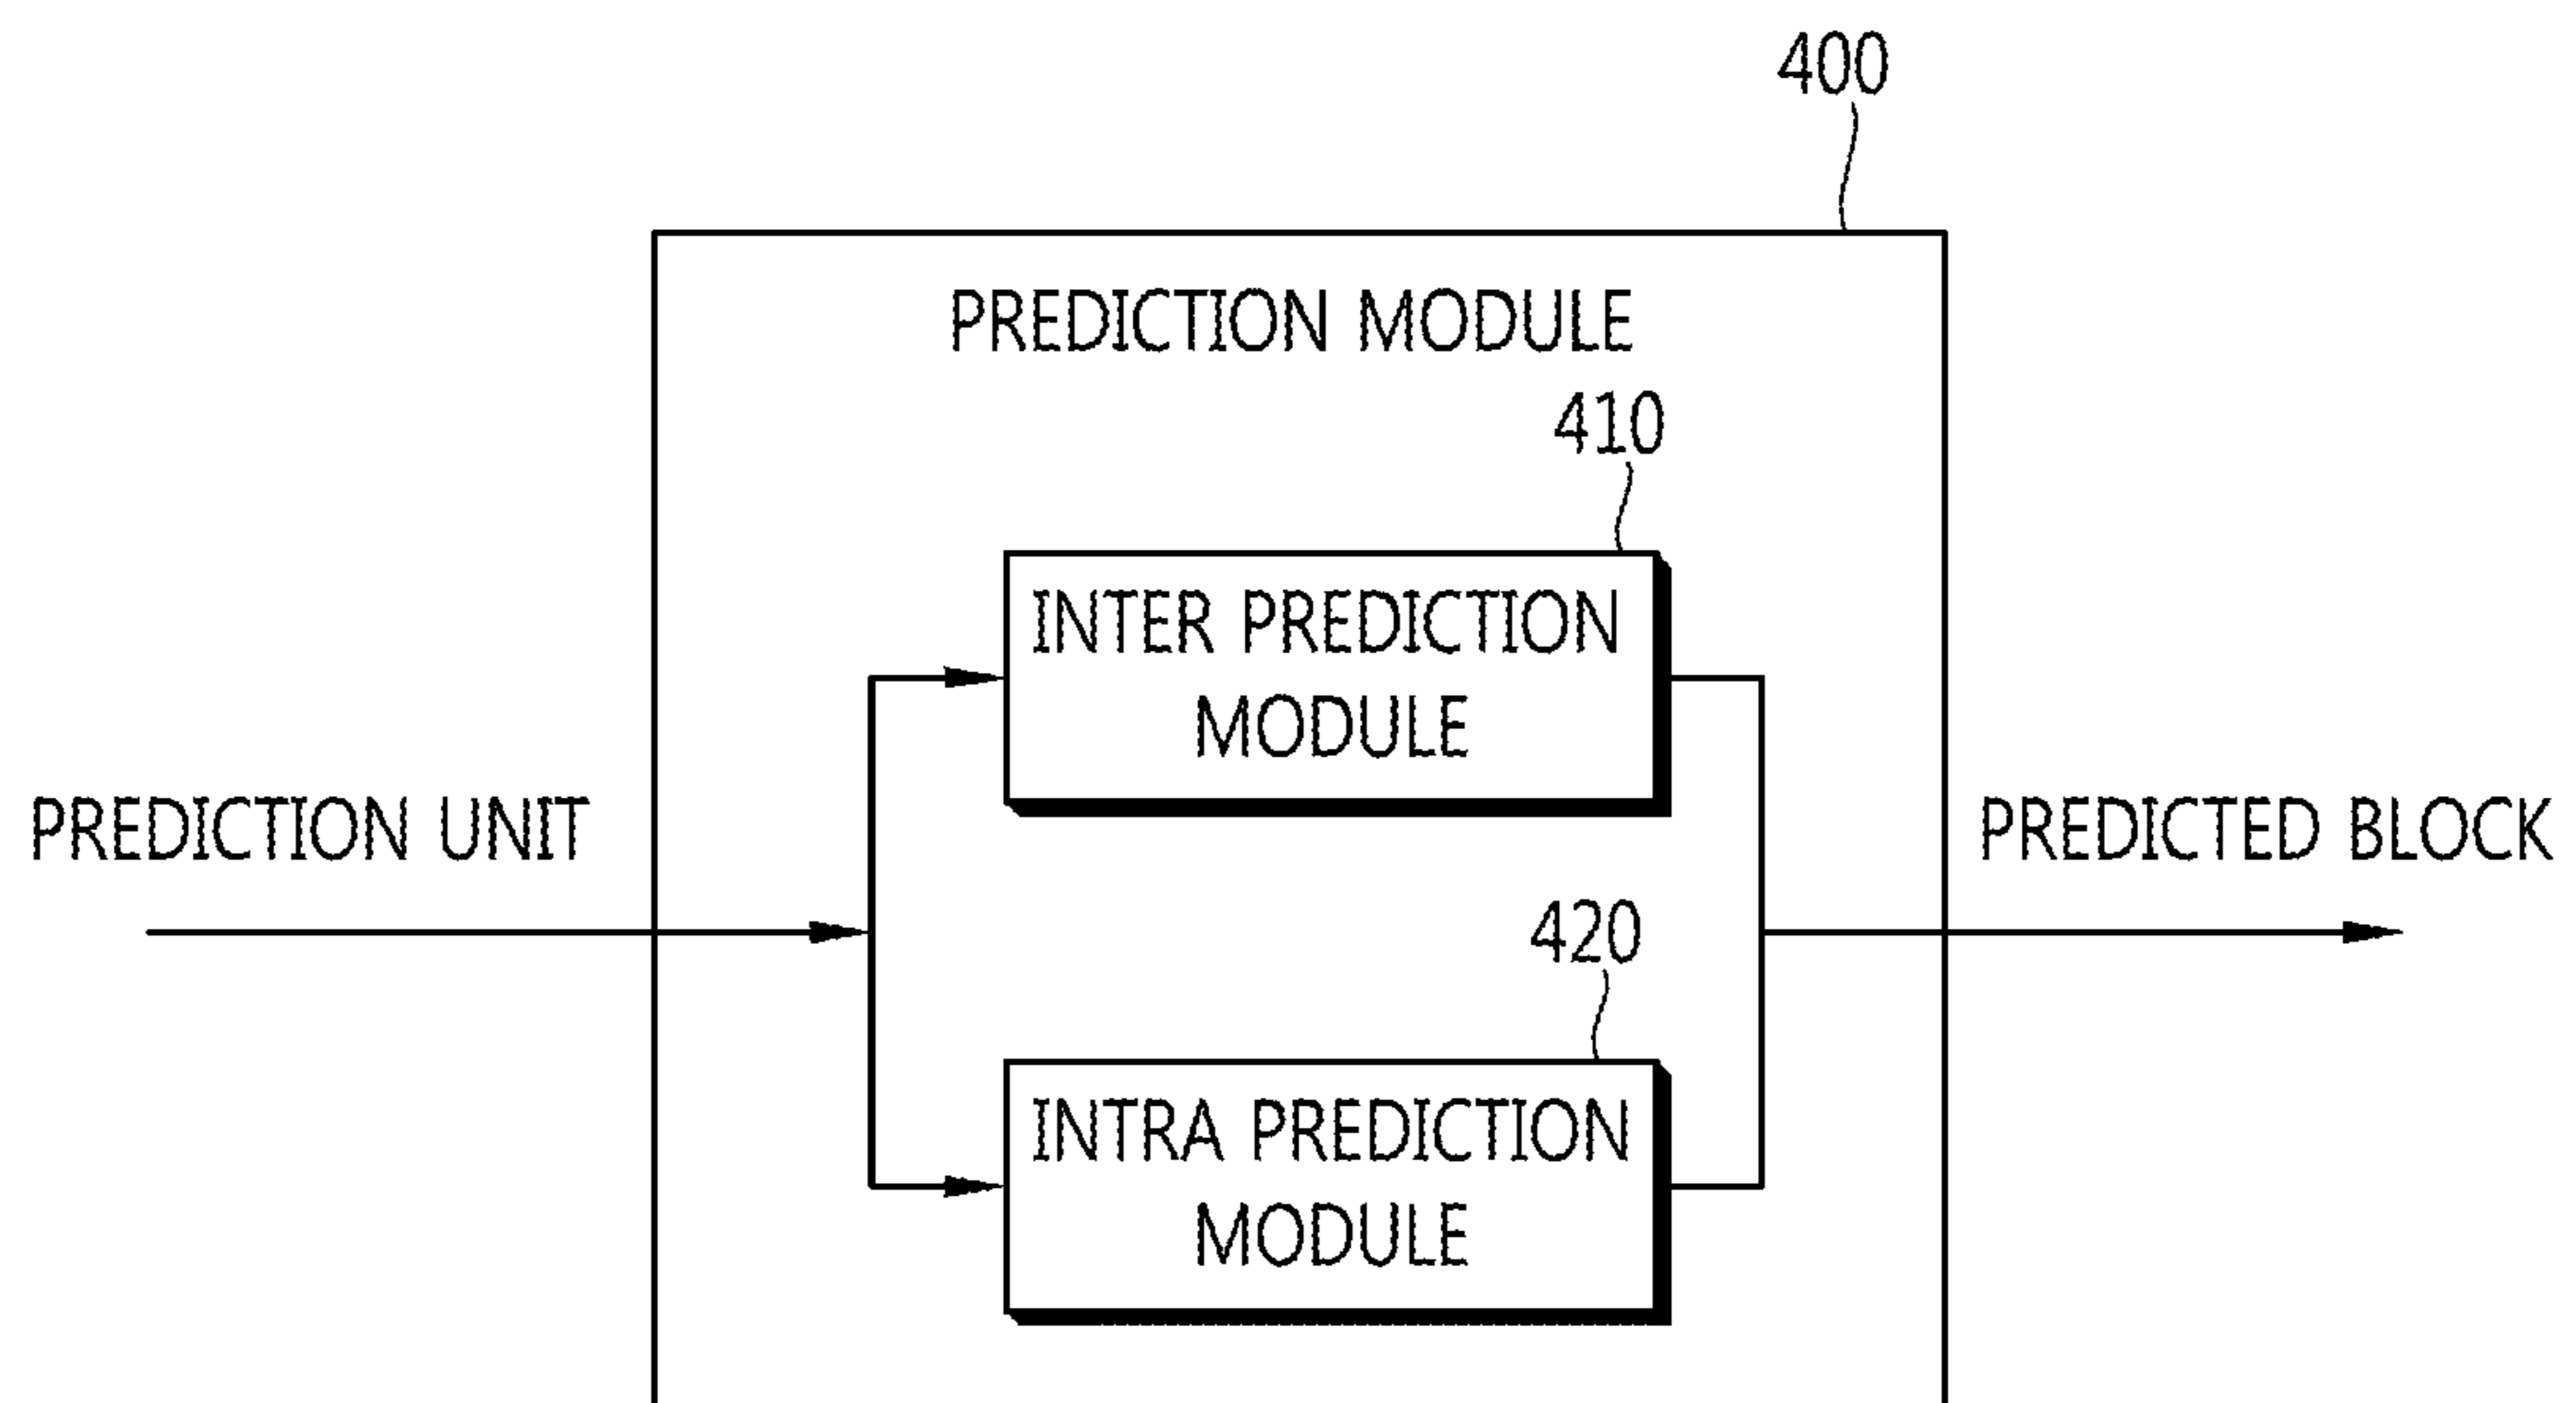 400
PREDICTION MODULE
410
INTER PREDICTION
MODULE
PREDICTION UNIT
PREDICTED BLOCK
420
INTRA PREDICTION
MODULE